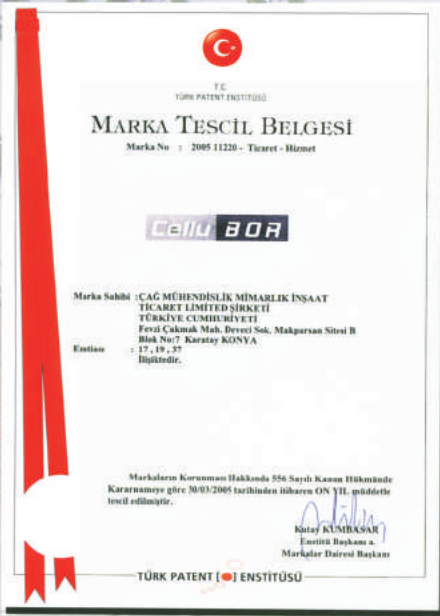 T.C.
TÜRK PATENT ENSTİTÜSÜ
MARKA TESCİL BELGESİ
Marka No : 2005 11220 - Ticaret - Hizmet
Cellu BOR
Marka Sahibi : ÇAĞ MÜHENDİSLİK MİMARLIK İNŞAAT
TİCARET LİMİTED ŞİRKETİ
TÜRKİYE CUMHURİYETİ
Fevzi Çakmak Mah. Deveci Sok. Makparsan Sitesi B
Blok No:7 Karatay KONYA
Emtiası : 17, 19, 37
İlişiktedir.
Markaların Korunması Hakkında 556 Sayılı Kanun Hükmünde
Kararnameye göre 30/03/2005 tarihinden itibaren ON YIL müddetle
tescil edilmiştir.
Kutay KUMBASAR
Enstitü Başkanı a.
Markalar Dairesi Başkanı
TÜRK PATENT [ ] ENSTİTÜSÜ